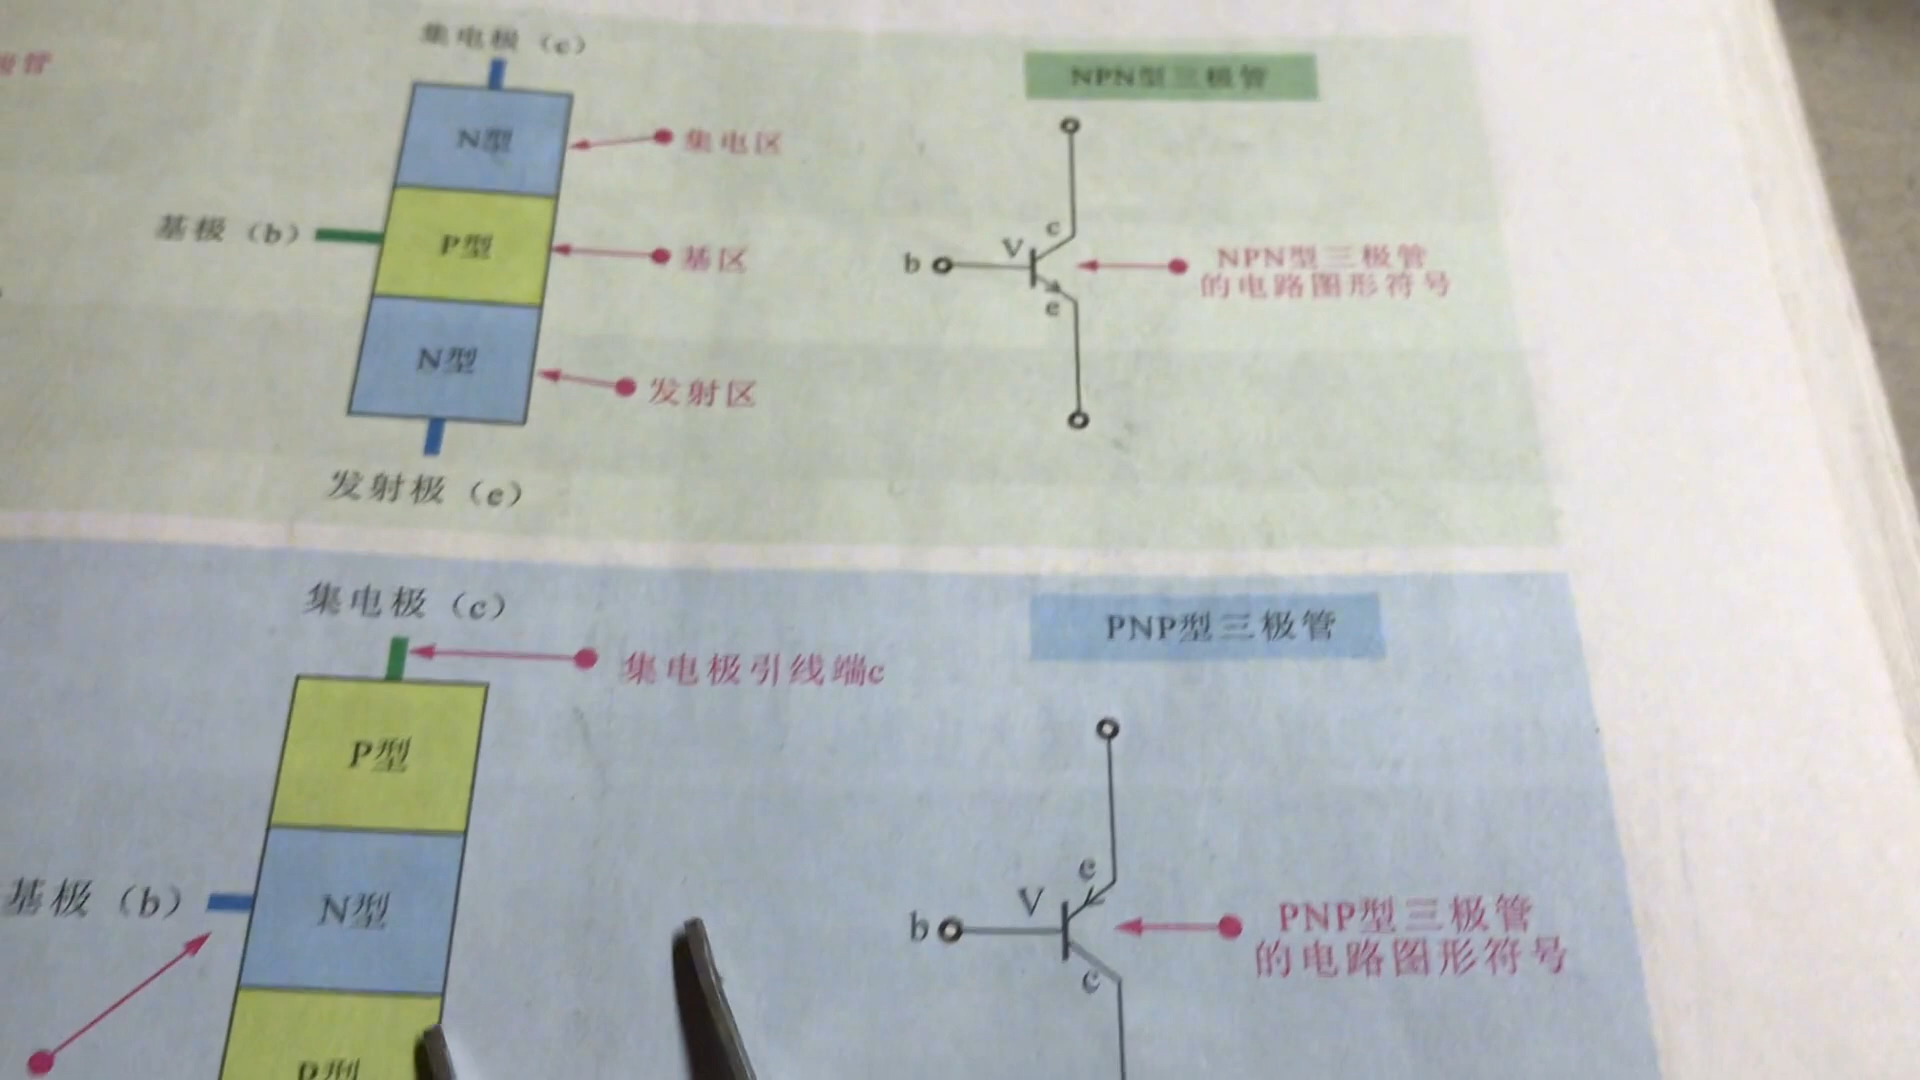 集电极（c）
NPN型三极管
N型
集电区
c
基极（b）
P型
基区
b
V
NPN型三极管
的电路图形符号
e
N型
发射区
发射极（e）
集电极（c）
PNP型三极管
集电极引线端c
P型
e
基极（b）
N型
b
V
PNP型三极管
的电路图形符号
c
P型